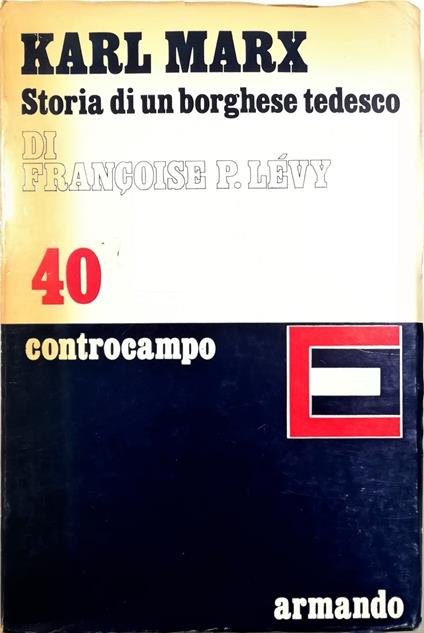 KARL MARX
Storia di un borghese tedesco
DI
FRANÇOISE P. LÉVY
40
controcampo
armando